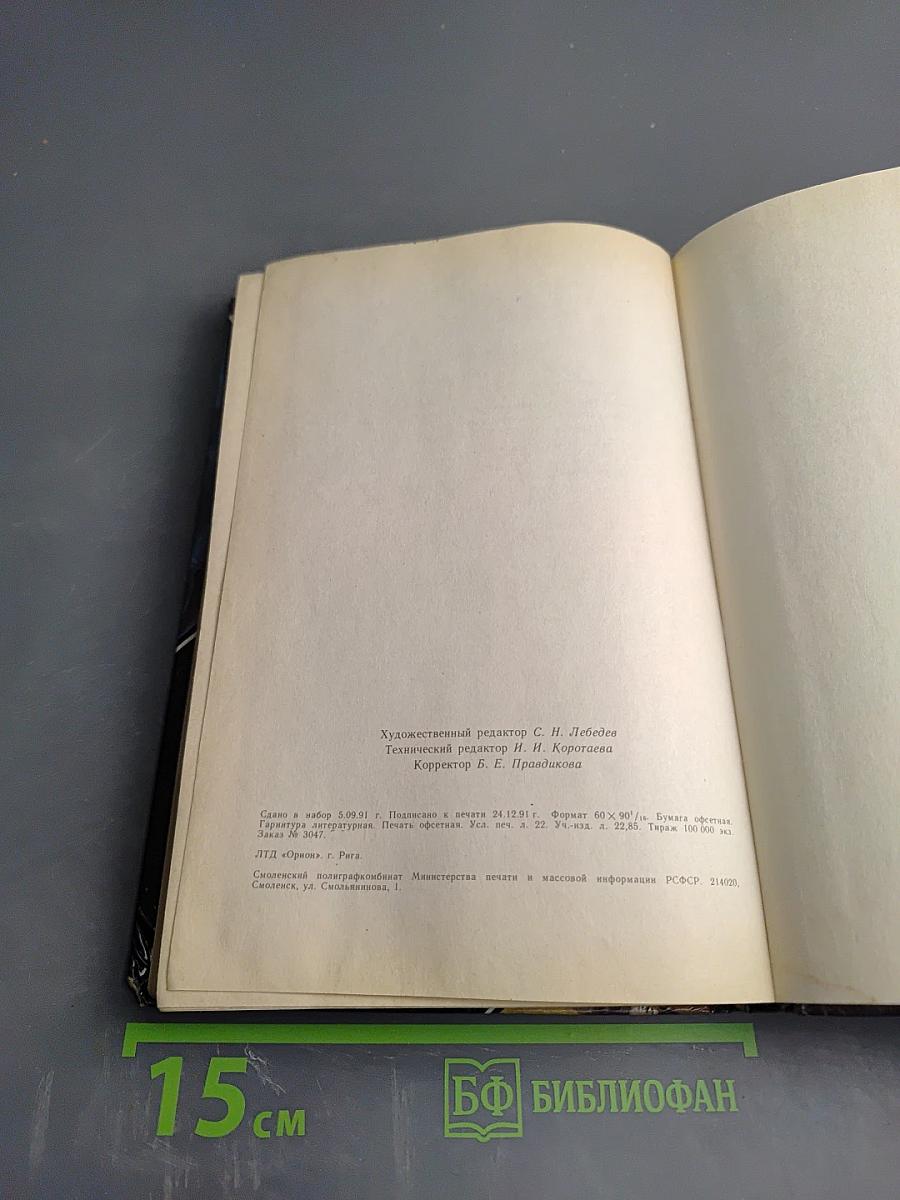 Художественный редактор С. Н. Лебедев
Технический редактор И. И. Коротаева
Корректор Б. Е. Правдикова
Сдано в набор 5.09.91 г. Подписано к печати 24.12.91 г. Формат 60×90¹/₁₆. Бумага офсетная.
Гарнитура литературная. Печать офсетная. Усл. печ. л. 22. Уч.-изд. л. 22,85. Тираж 100 000 экз.
Заказ № 3047.
ЛТД «Орион». г. Рига.
Смоленский полиграфкомбинат Министерства печати и массовой информации РСФСР. 214020,
Смоленск, ул. Смольянинова, 1.
15 см
БФ БИБЛИОФАН